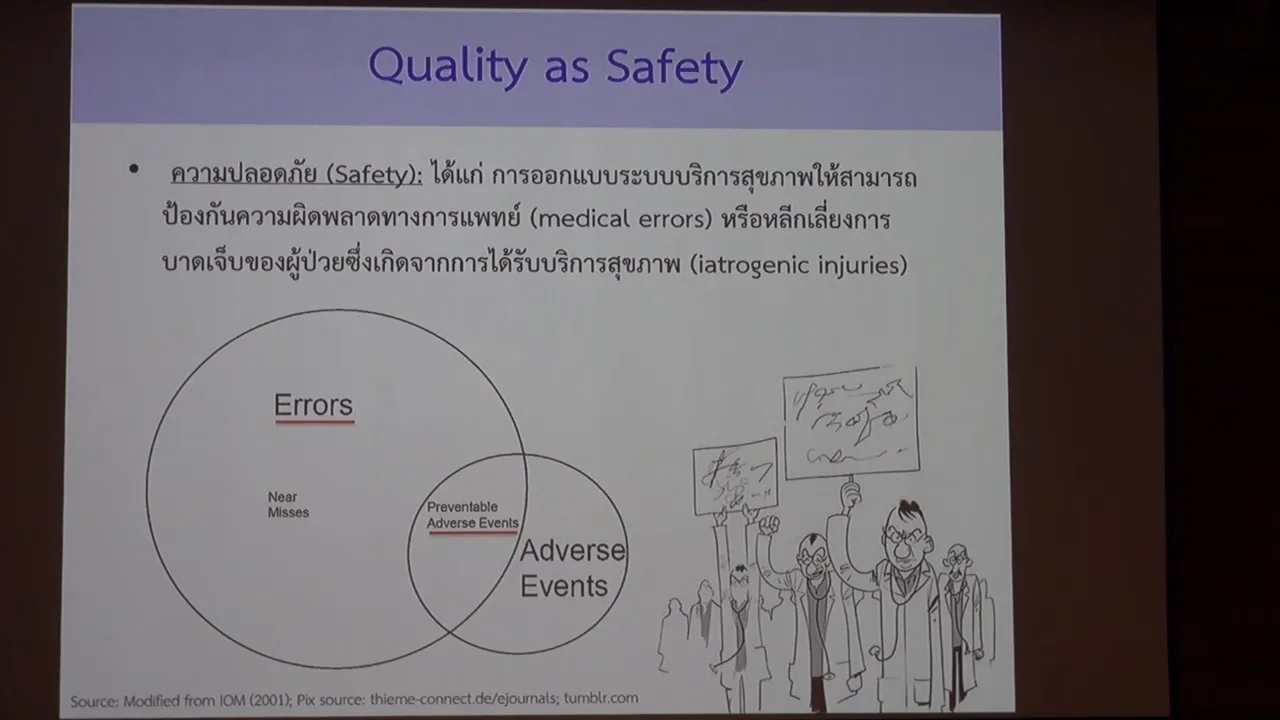 Quality as Safety
• ความปลอดภัย (Safety): ได้แก่ การออกแบบระบบบริการสุขภาพให้สามารถ
ป้องกันความผิดพลาดทางการแพทย์ (medical errors) หรือหลีกเลี่ยงการ
บาดเจ็บของผู้ป่วยซึ่งเกิดจากการได้รับบริการสุขภาพ (iatrogenic injuries)
Errors
Near
Misses
Preventable
Adverse Events
Adverse
Events
Source: Modified from IOM (2001); Pix source: thieme-connect.de/ejournals; tumblr.com